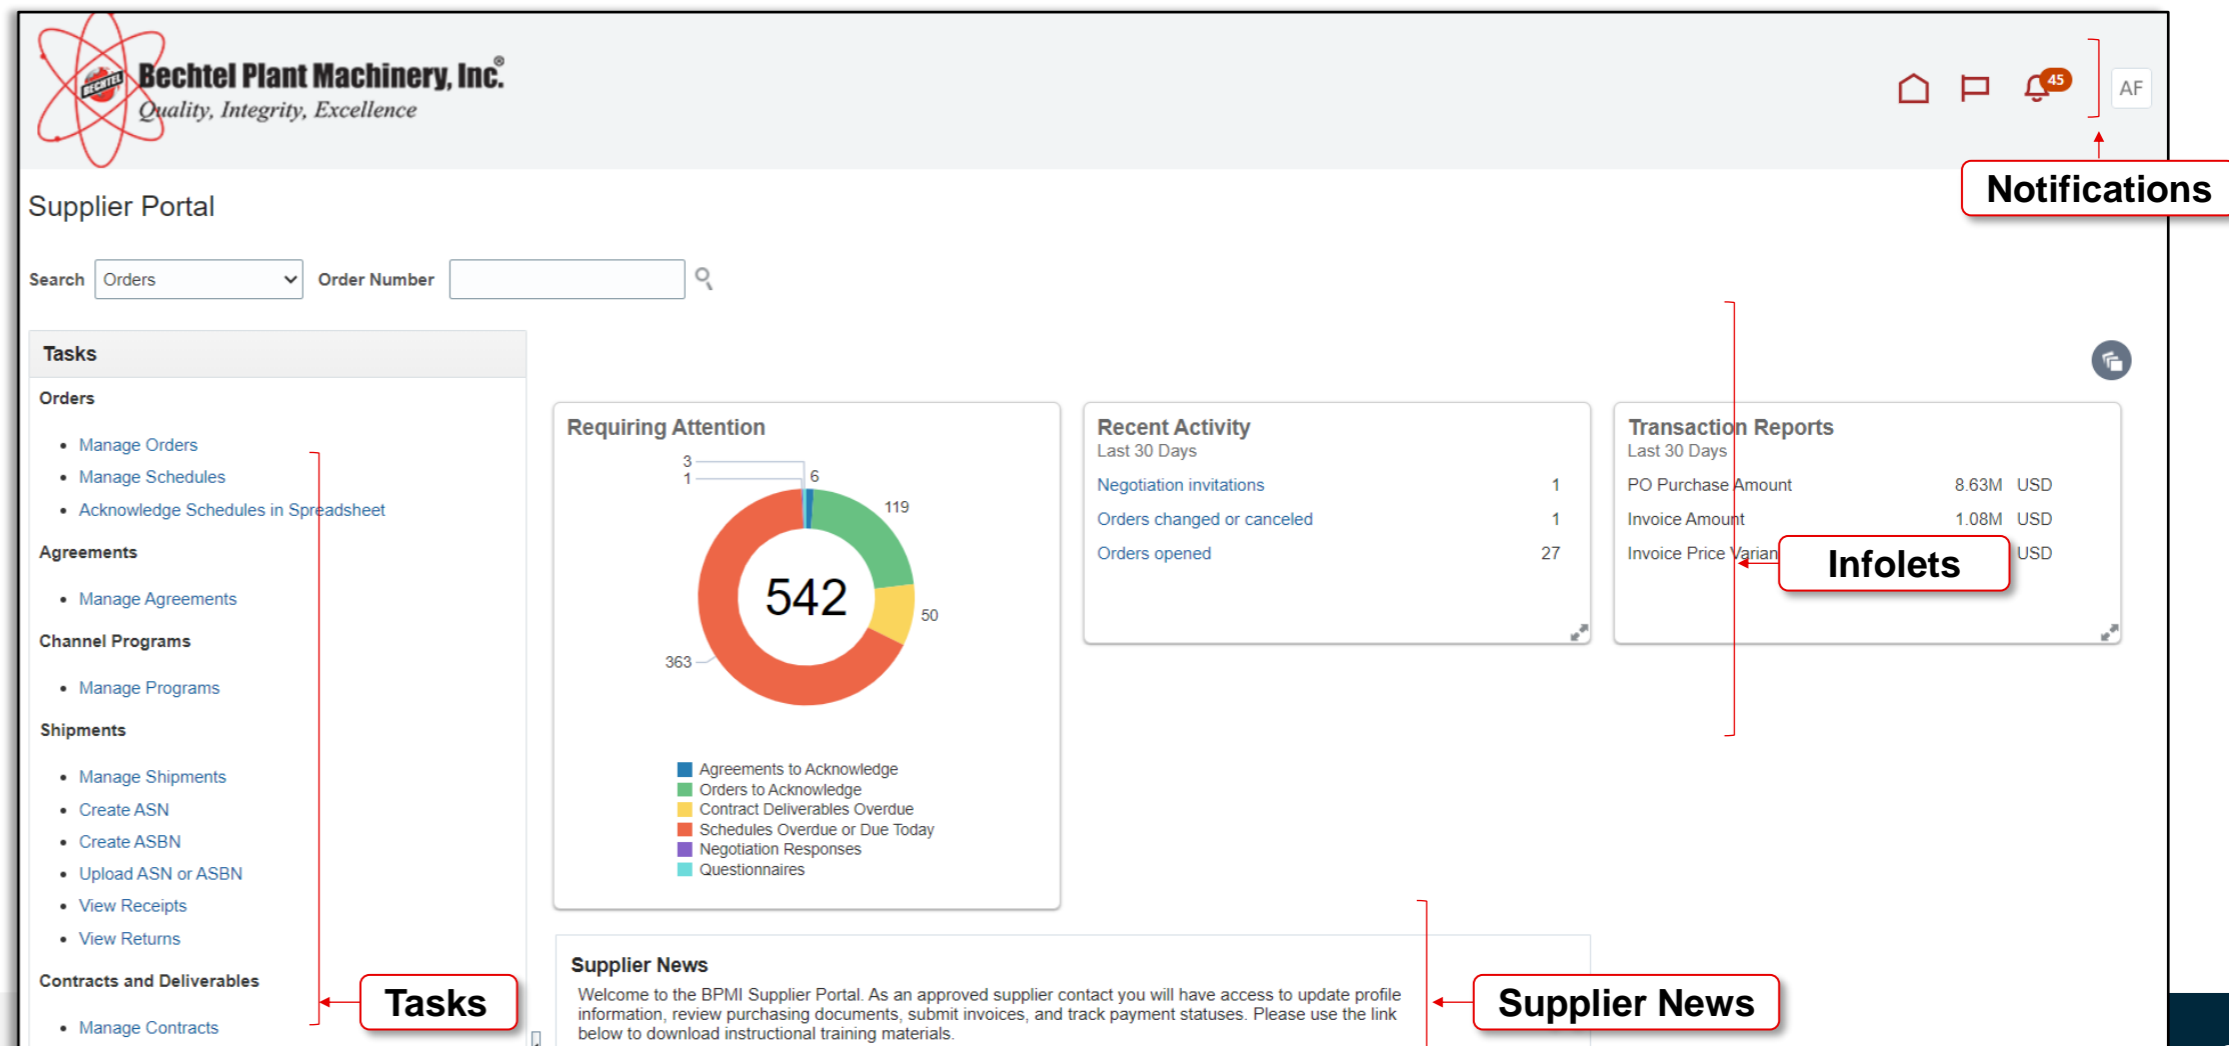 Bechtel Plant Machinery, Inc.®
Quality, Integrity, Excellence
BECHTEL
45
AF
Notifications
Supplier Portal
Search Orders Order Number
Tasks
Orders
Manage Orders
Manage Schedules
Acknowledge Schedules in Spreadsheet
Agreements
Manage Agreements
Channel Programs
Manage Programs
Shipments
Manage Shipments
Create ASN
Create ASBN
Upload ASN or ASBN
View Receipts
View Returns
Contracts and Deliverables
Manage Contracts
Tasks
Requiring Attention
3
1
6
119
542
50
363
Agreements to Acknowledge
Orders to Acknowledge
Contract Deliverables Overdue
Schedules Overdue or Due Today
Negotiation Responses
Questionnaires
Recent Activity
Last 30 Days
Negotiation invitations 1
Orders changed or canceled 1
Orders opened 27
Transaction Reports
Last 30 Days
PO Purchase Amount 8.63M USD
Invoice Amount 1.08M USD
Invoice Price Varian USD
Infolets
Supplier News
Welcome to the BPMI Supplier Portal. As an approved supplier contact you will have access to update profile
information, review purchasing documents, submit invoices, and track payment statuses. Please use the link
below to download instructional training materials.
Supplier News